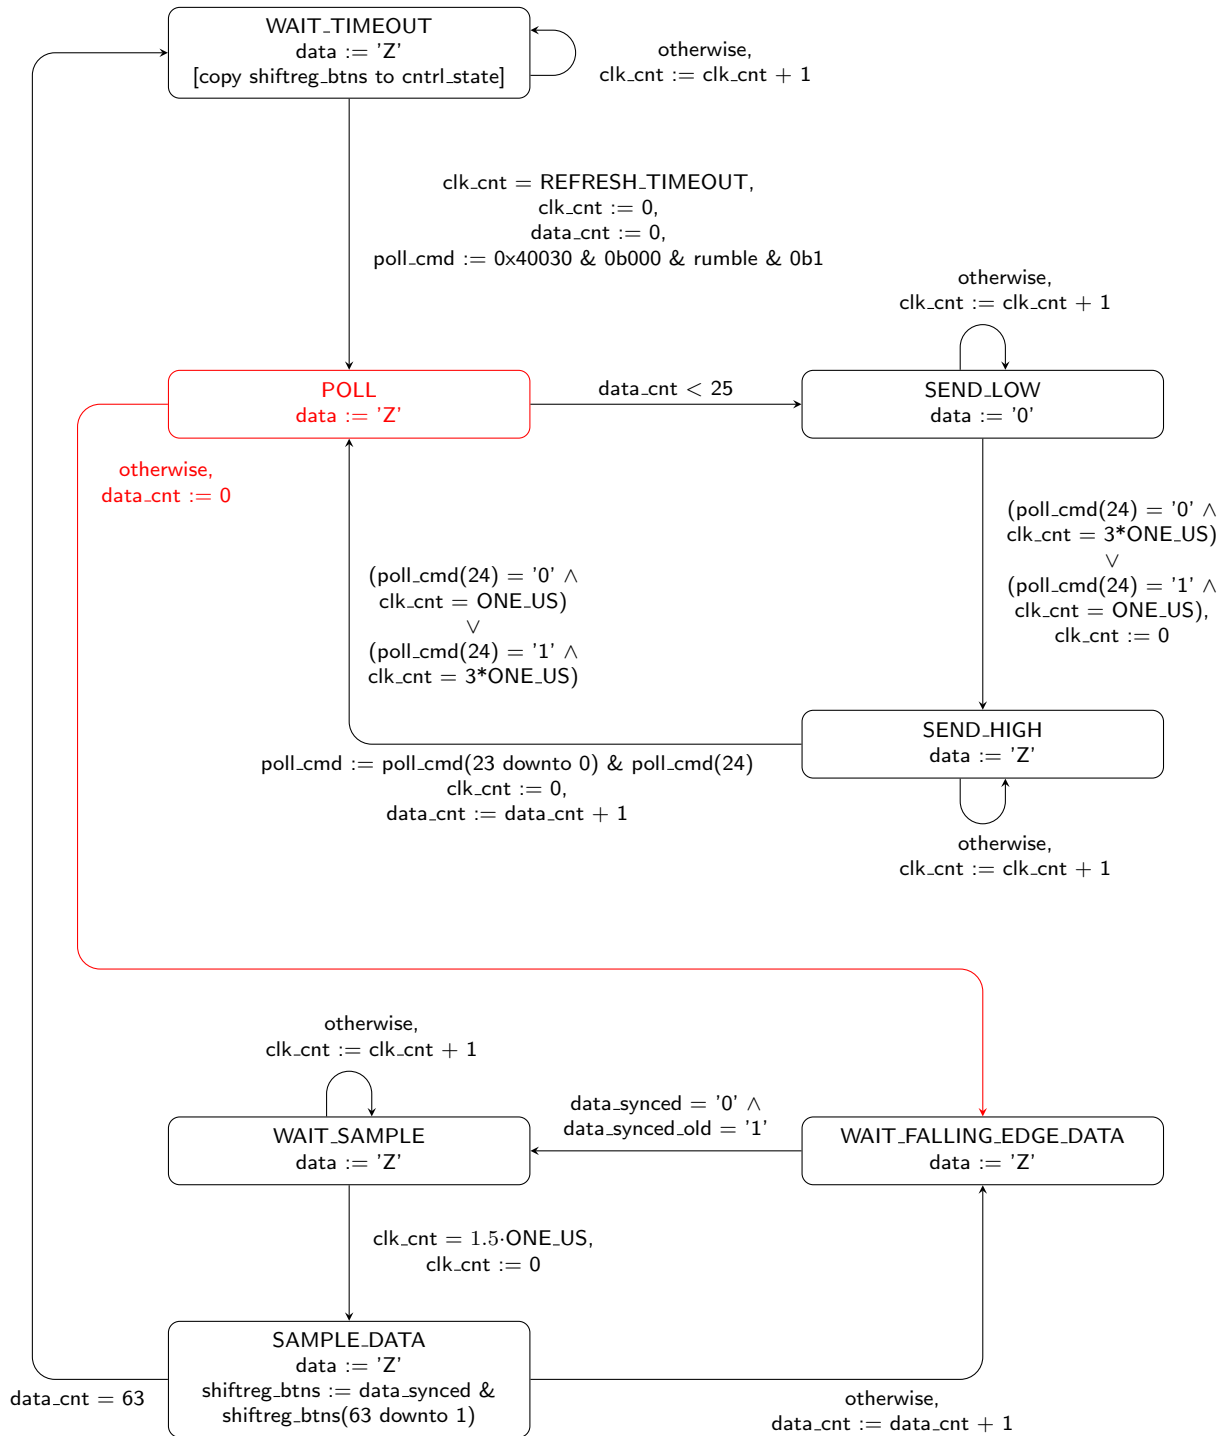 WAIT_TIMEOUT
data := 'Z'
[copy shiftreg_btns to cntrl_state]
otherwise,
clk_cnt := clk_cnt + 1
clk_cnt = REFRESH_TIMEOUT,
clk_cnt := 0,
data_cnt := 0,
poll_cmd := 0x40030 & 0b000 & rumble & 0b1
otherwise,
clk_cnt := clk_cnt + 1
POLL
data := 'Z'
data_cnt < 25
SEND_LOW
data := '0'
otherwise,
data_cnt := 0
(poll_cmd(24) = '0' ∧
clk_cnt = 3*ONE_US)
∨
(poll_cmd(24) = '1' ∧
clk_cnt = ONE_US),
clk_cnt := 0
(poll_cmd(24) = '0' ∧
clk_cnt = ONE_US)
∨
(poll_cmd(24) = '1' ∧
clk_cnt = 3*ONE_US)
SEND_HIGH
data := 'Z'
poll_cmd := poll_cmd(23 downto 0) & poll_cmd(24)
clk_cnt := 0,
data_cnt := data_cnt + 1
otherwise,
clk_cnt := clk_cnt + 1
otherwise,
clk_cnt := clk_cnt + 1
data_synced = '0' ∧
data_synced_old = '1'
WAIT_SAMPLE
data := 'Z'
WAIT_FALLING_EDGE_DATA
data := 'Z'
clk_cnt = 1.5·ONE_US,
clk_cnt := 0
SAMPLE_DATA
data := 'Z'
shiftreg_btns := data_synced &
shiftreg_btns(63 downto 1)
data_cnt = 63
otherwise,
data_cnt := data_cnt + 1